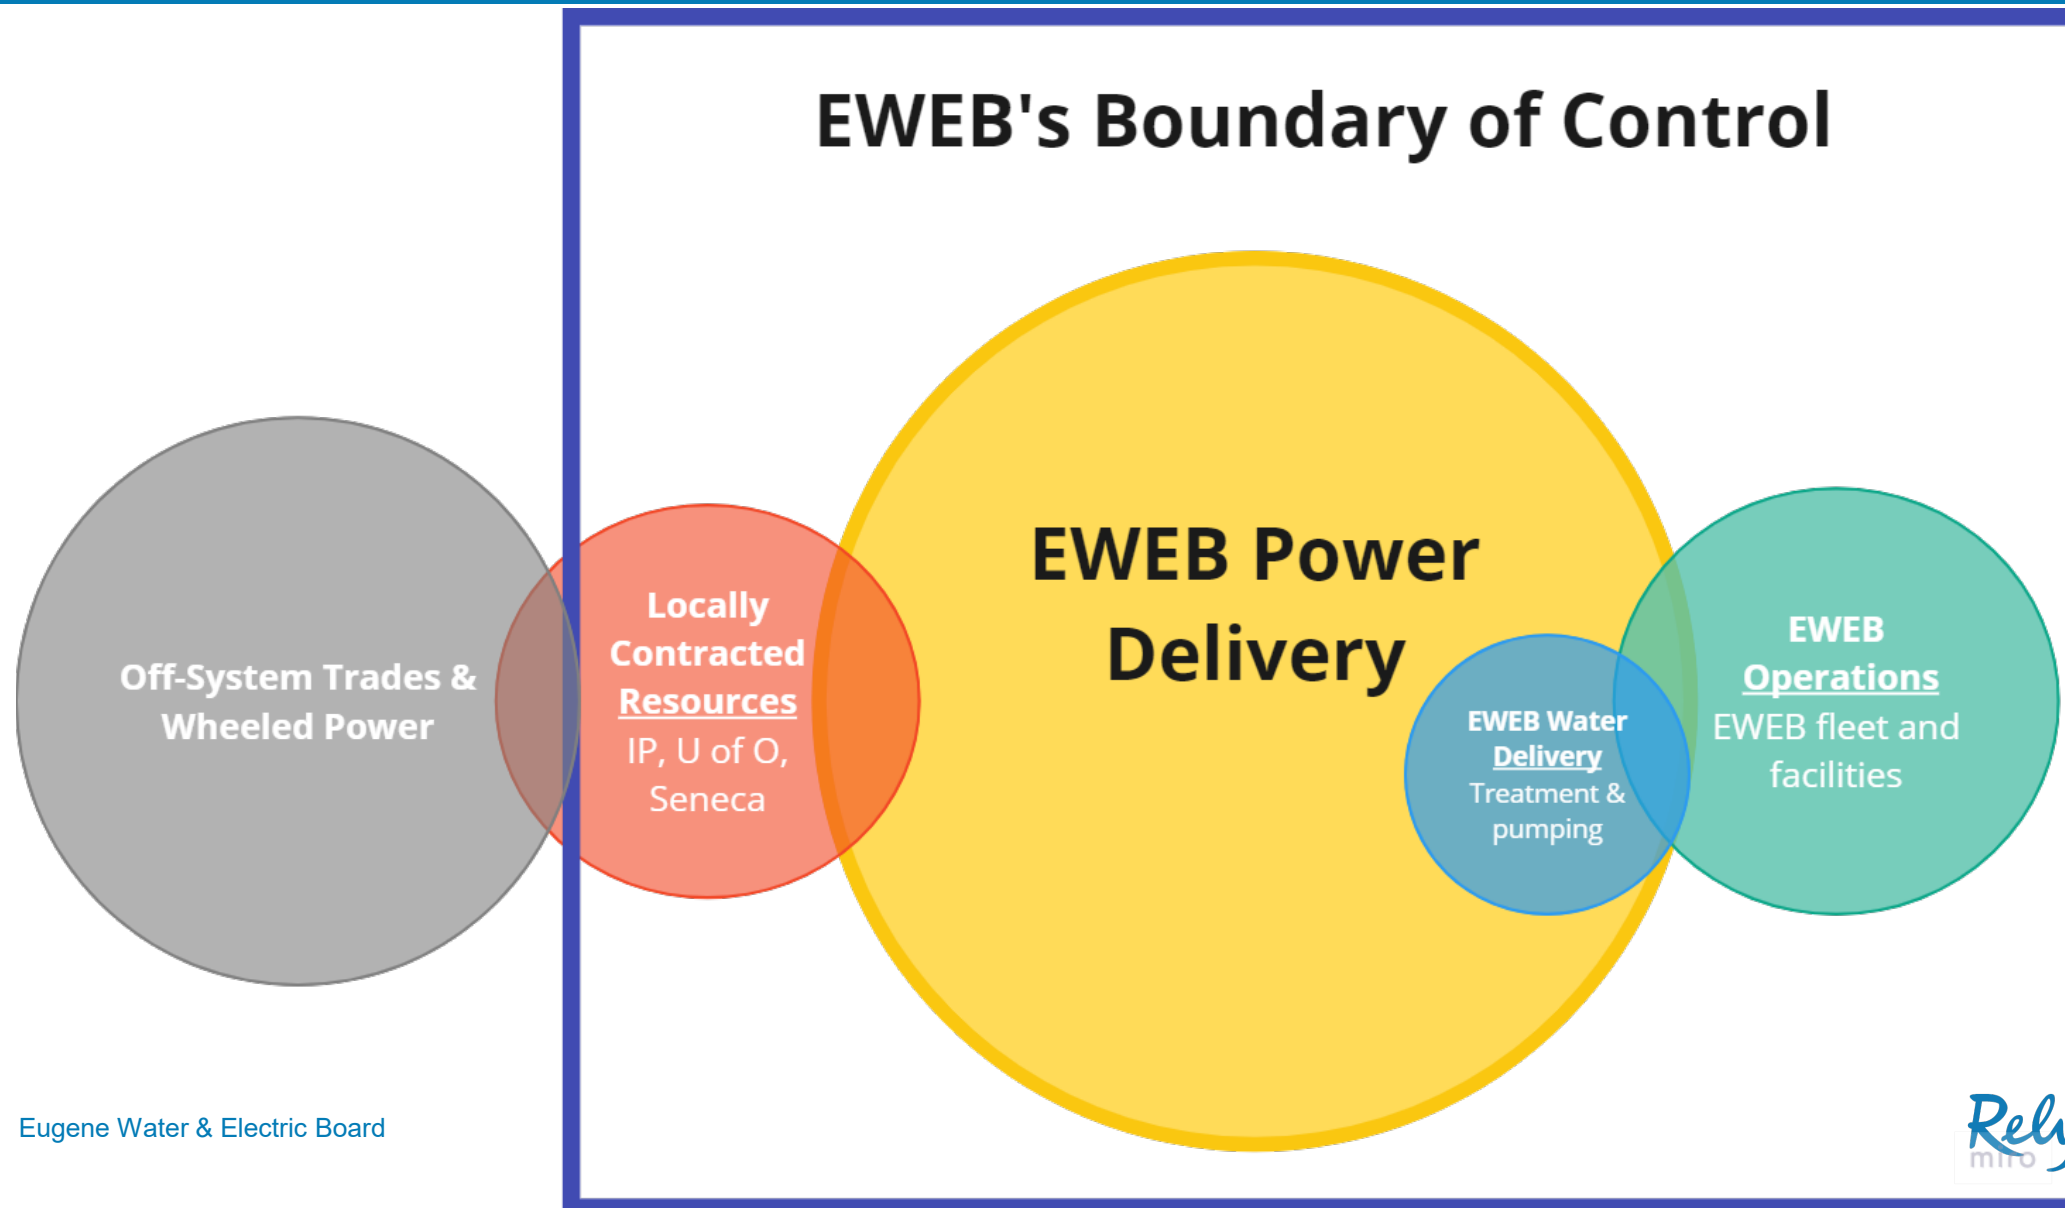 EWEB's Boundary of Control
Off-System Trades &
Wheeled Power
Locally
Contracted
Resources
IP, U of O,
Seneca
EWEB Power
Delivery
EWEB Water
Delivery
Treatment &
pumping
EWEB
Operations
EWEB fleet and
facilities
Eugene Water & Electric Board
miro